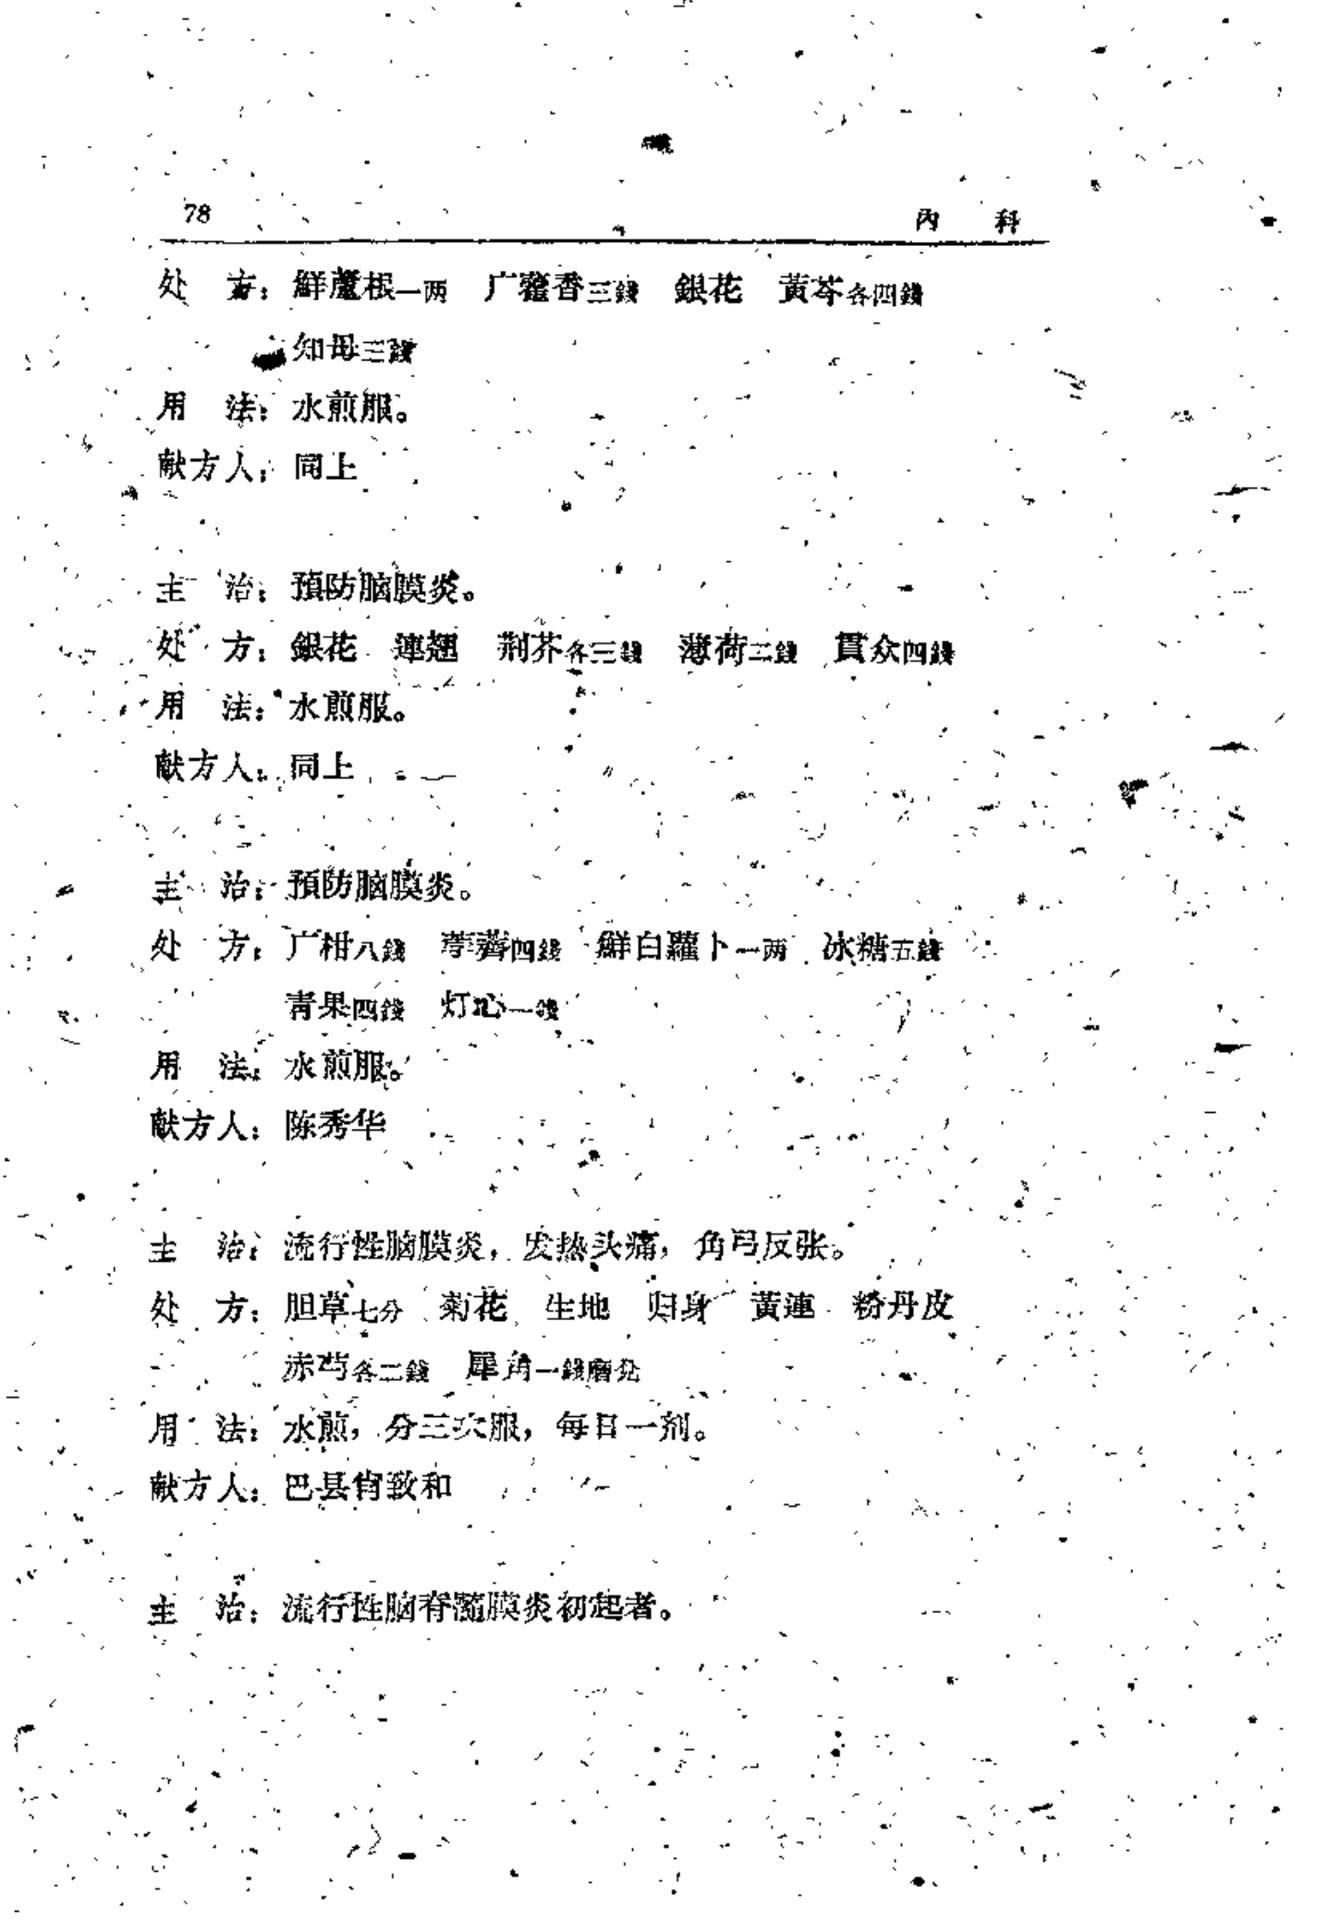 78 內 科
处 方：鮮蘆根一两 广藿香三錢 銀花 黃芩各四錢
知母三錢
用 法：水煎服。
献方人：同上
主 治：預防脑膜炎。
处 方：銀花 連翘 荆芥各三錢 薄荷二錢 貫众四錢
用 法：水煎服。
献方人：同上
主 治：預防脑膜炎。
处 方：广柑八錢 荸薺四錢 鮮白蘿卜一两 冰糖五錢
青果四錢 灯心一錢
用 法：水煎服。
献方人：陈秀华
主 治：流行性脑膜炎，发热头痛，角弓反张。
处 方：胆草七分 菊花 生地 归身 黃連 粉丹皮
赤芍各二錢 犀角一錢磨兌
用 法：水煎，分三次服，每日一剂。
献方人：巴县肖致和
主 治：流行性脑脊髓膜炎初起者。